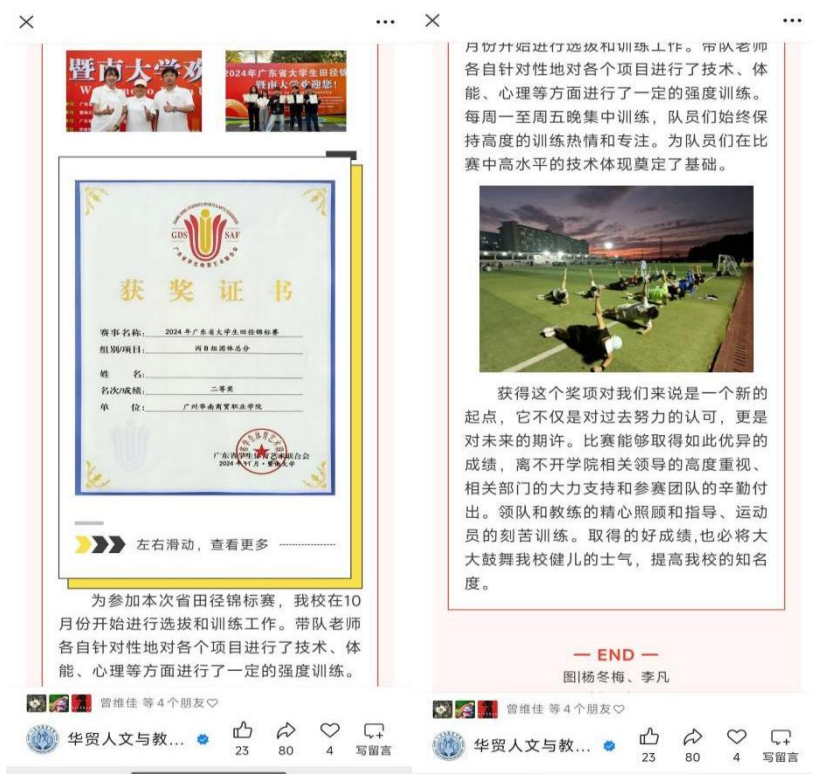 暨南大学欢
2024年广东省大学生田径锦
暨南大学欢迎您!
GDS SAF
获奖证书
赛事名称: 2024年广东省大学生田径锦标赛
组别/项目: 丙B组团体总分
姓 名:
名次/成绩: 二等奖
单 位: 广州华南商贸职业学院
广东省学生体育艺术联合会
2024年11月·暨南大学
左右滑动,查看更多
为参加本次省田径锦标赛,我校在10
月份开始进行选拔和训练工作。带队老师
各自针对性地对各个项目进行了技术、体
能、心理等方面进行了一定的强度训练。
曾维佳 等4个朋友♡
华贸人文与教...
23
80
4
写留言
月份开始进行选拔和训练工作。带队老师
各自针对性地对各个项目进行了技术、体
能、心理等方面进行了一定的强度训练。
每周一至周五晚集中训练,队员们始终保
持高度的训练热情和专注。为队员们在比
赛中高水平的技术体现奠定了基础。
获得这个奖项对我们来说是一个新的
起点,它不仅是对过去努力的认可,更是
对未来的期许。比赛能够取得如此优异的
成绩,离不开学院相关领导的高度重视、
相关部门的大力支持和参赛团队的辛勤付
出。领队和教练的精心照顾和指导、运动
员的刻苦训练。取得的好成绩,也必将大
大鼓舞我校健儿的士气,提高我校的知名
度。
— END —
图|杨冬梅、李凡
曾维佳 等4个朋友♡
华贸人文与教...
23
80
4
写留言